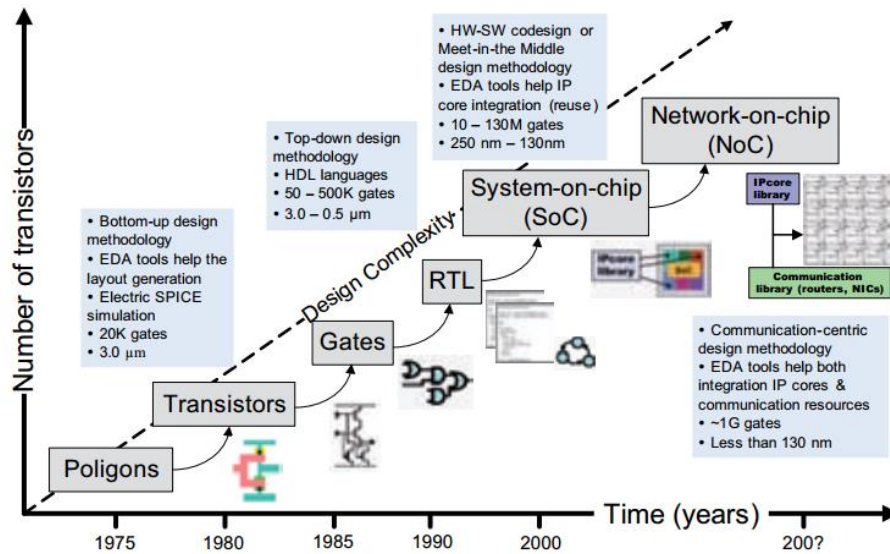 Number of transistors
• Bottom-up design
methodology
• EDA tools help the
layout generation
• Electric SPICE
simulation
• 20K gates
• 3.0 µm
• Top-down design
methodology
• HDL languages
• 50 – 500K gates
• 3.0 – 0.5 µm
• HW-SW codesign or
Meet-in-the Middle
design methodology
• EDA tools help IP
core integration (reuse)
• 10 – 130M gates
• 250 nm – 130nm
Design Complexity
Poligons
Transistors
Gates
RTL
System-on-chip
(SoC)
Network-on-chip
(NoC)
IPcore
library
SoC
IPcore
library
Communication
library (routers, NICs)
• Communication-centric
design methodology
• EDA tools help both
integration IP cores &
communication resources
• ~1G gates
• Less than 130 nm
Time (years)
1975
1980
1985
1990
2000
200?